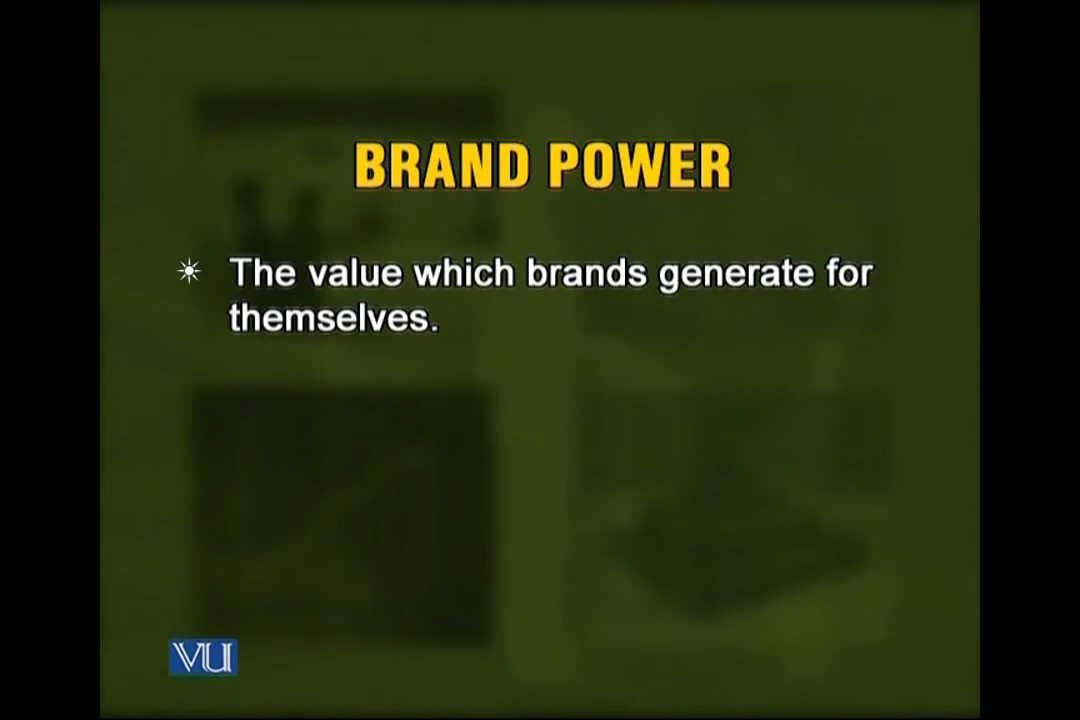 BRAND POWER
The value which brands generate for
themselves.
VU